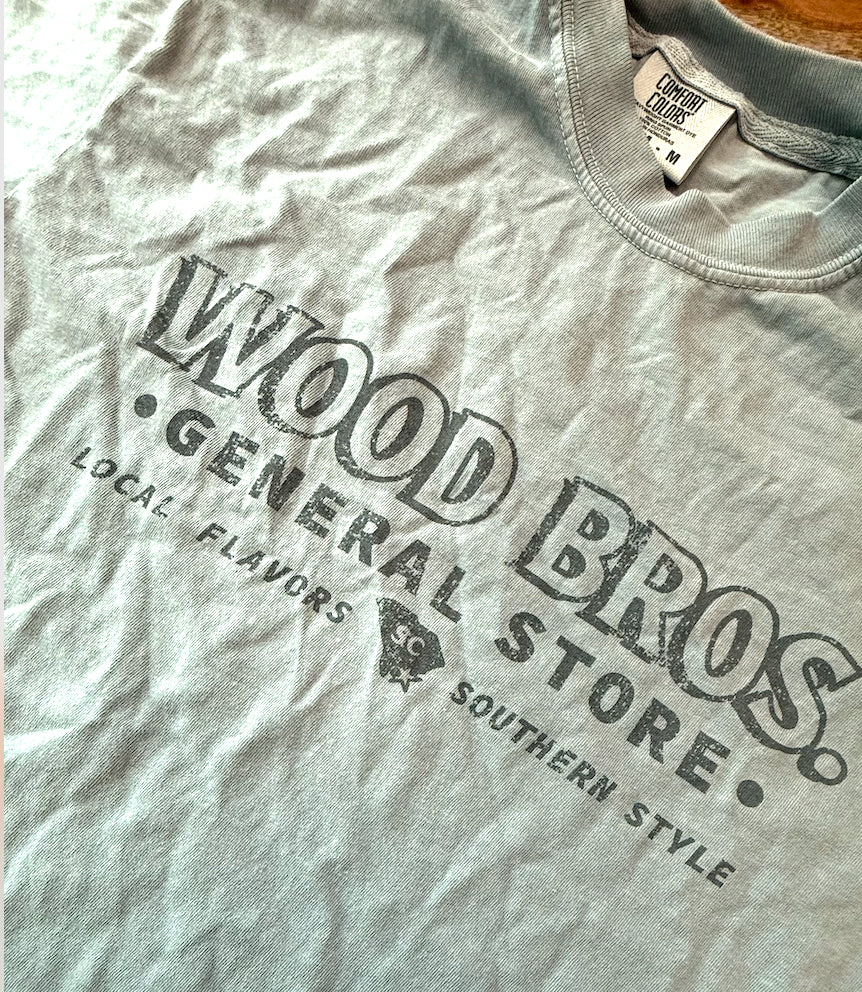 COMFORT
COLORS
M
WOOD BROS.
• GENERAL STORE •
LOCAL FLAVORS SC SOUTHERN STYLE